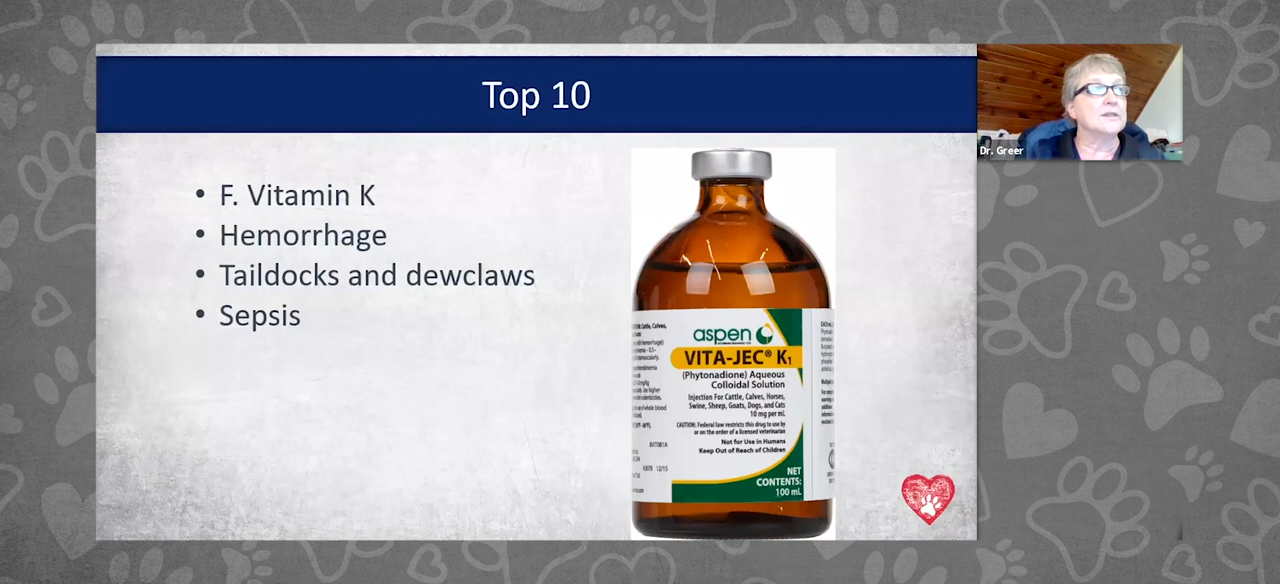 Top 10
• F. Vitamin K
• Hemorrhage
• Taildocks and dewclaws
• Sepsis
aspen
VITA-JEC® K1
(Phytonadione) Aqueous
Colloidal Solution
Injection For Cattle, Calves, Horses,
Swine, Sheep, Goats, Dogs, and Cats
10 mg per mL
CAUTION: Federal law restricts this drug to use by
or on the order of a licensed veterinarian
Not for Use in Humans
Keep Out of Reach of Children
NET
CONTENTS:
100 mL
Dr. Greer